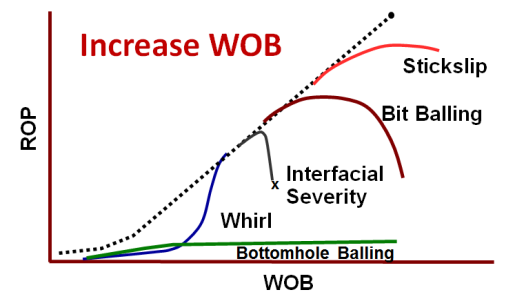 Increase WOB
Stickslip
Bit Balling
Interfacial
Severity
x
Whirl
Bottomhole Balling
ROP
WOB